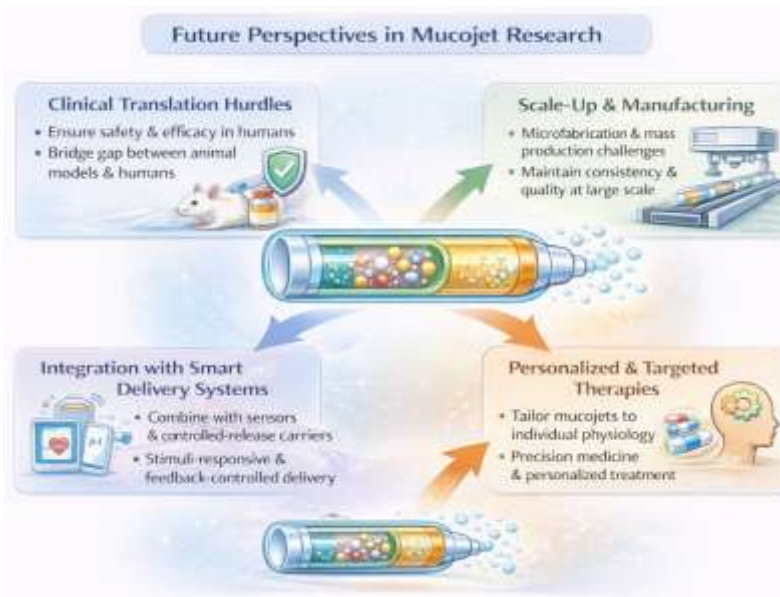 Future Perspectives in Mucojet Research
Clinical Translation Hurdles
• Ensure safety & efficacy in humans
• Bridge gap between animal
models & humans
Scale-Up & Manufacturing
• Microfabrication & mass
production challenges
• Maintain consistency &
quality at large scale
Integration with Smart
Delivery Systems
• Combine with sensors
& controlled-release carriers
• Stimuli-responsive &
feedback-controlled delivery
Personalized & Targeted
Therapies
• Tailor mucojets to
individual physiology
• Precision medicine
& personalized treatment